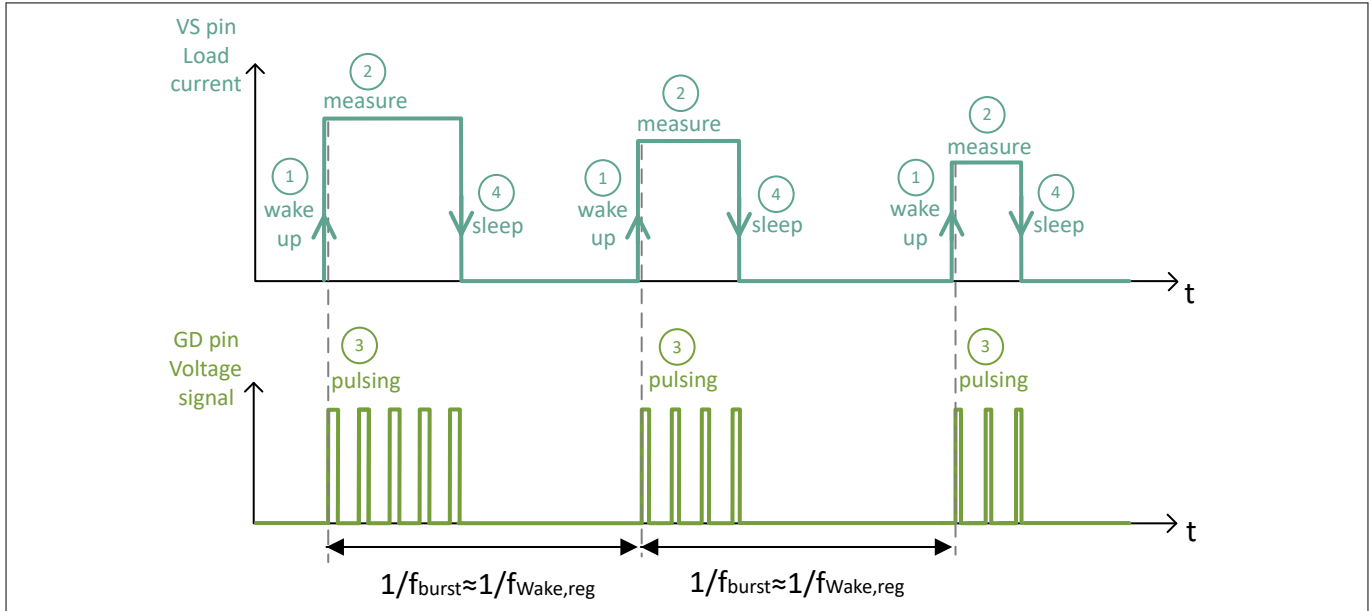 VS pin
Load
current
2
measure
2
measure
2
measure
1
wake
up
4
sleep
1
wake
up
4
sleep
1
wake
up
4
sleep
t
GD pin
Voltage
signal
3
pulsing
3
pulsing
3
pulsing
t
1/fburst≈1/fWake,reg
1/fburst≈1/fWake,reg